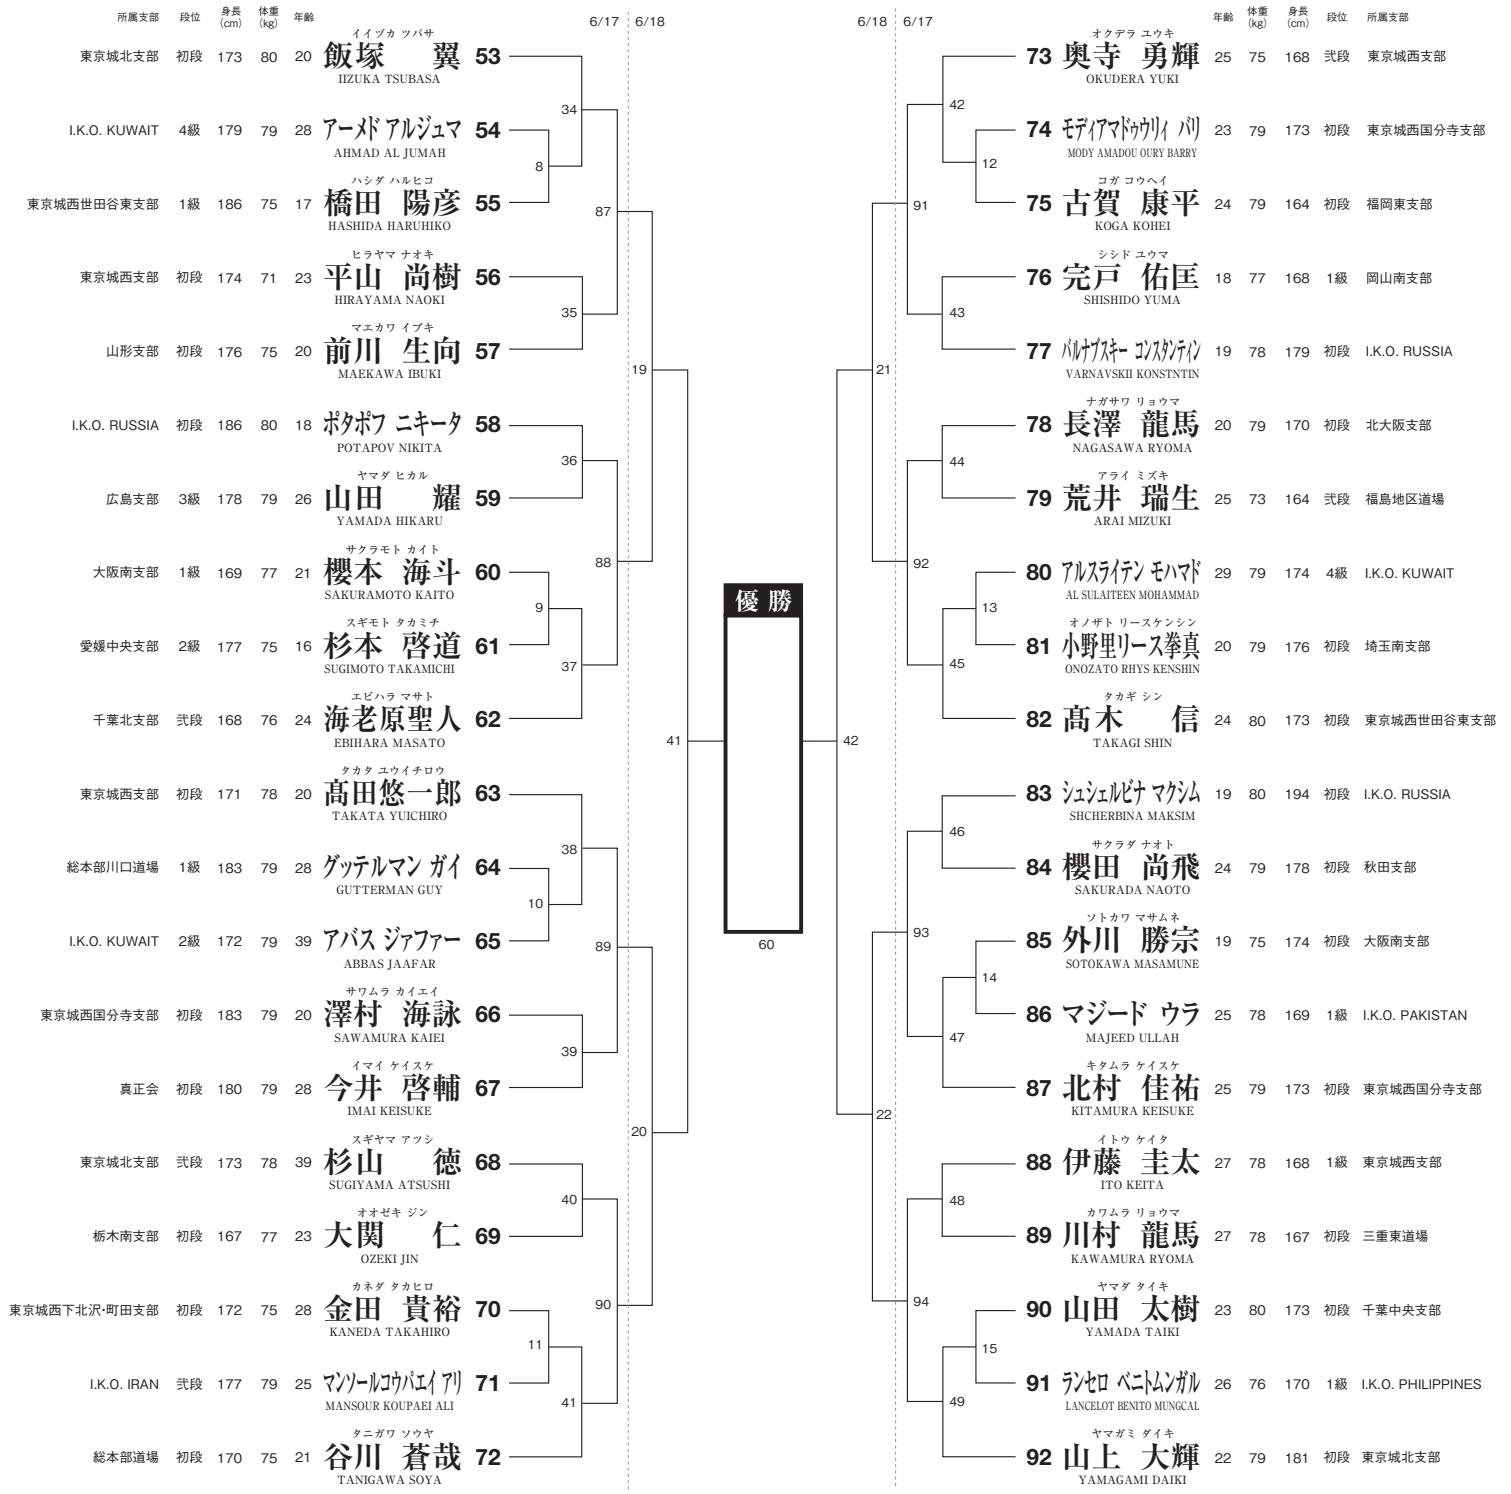 所属支部 段位 身長(cm) 体重(kg) 年齢 6/17 6/18
イイヅカ ツバサ
東京城北支部 初段 173 80 20 飯塚 翼 53
IIZUKA TSUBASA
34
I.K.O. KUWAIT 4級 179 79 28 アーメド アルジュマ 54
AHMAD AL JUMAH
8
ハシダ ハルヒコ
東京城西世田谷東支部 1級 186 75 17 橋田 陽彦 55
HASHIDA HARUHIKO
87
ヒラヤマ ナオキ
東京城西支部 初段 174 71 23 平山 尚樹 56
HIRAYAMA NAOKI
35
マエカワ イブキ
山形支部 初段 176 75 20 前川 生向 57
MAEKAWA IBUKI
19
I.K.O. RUSSIA 初段 186 80 18 ポタポフ ニキータ 58
POTAPOV NIKITA
36
ヤマダ ヒカル
広島支部 3級 178 79 26 山田 耀 59
YAMADA HIKARU
88
サクラモト カイト
大阪南支部 1級 169 77 21 櫻本 海斗 60
SAKURAMOTO KAITO
9
スギモト タカミチ
愛媛中央支部 2級 177 75 16 杉本 啓道 61
SUGIMOTO TAKAMICHI
37
エビハラ マサト
千葉北支部 弐段 168 76 24 海老原聖人 62
EBIHARA MASATO
41
タカタ ユウイチロウ
東京城西支部 初段 171 78 20 髙田悠一郎 63
TAKATA YUICHIRO
38
総本部川口道場 1級 183 79 28 グッテルマン ガイ 64
GUTTERMAN GUY
10
I.K.O. KUWAIT 2級 172 79 39 アバス ジァファー 65
ABBAS JAAFAR
89
サワムラ カイエイ
東京城西国分寺支部 初段 183 79 20 澤村 海詠 66
SAWAMURA KAIEI
39
イマイ ケイスケ
真正会 初段 180 79 28 今井 啓輔 67
IMAI KEISUKE
20
スギヤマ アツシ
東京城北支部 弐段 173 78 39 杉山 徳 68
SUGIYAMA ATSUSHI
40
オオゼキ ジン
栃木南支部 初段 167 77 23 大関 仁 69
OZEKI JIN
90
カネダ タカヒロ
東京城西下北沢・町田支部 初段 172 75 28 金田 貴裕 70
KANEDA TAKAHIRO
11
I.K.O. IRAN 弐段 177 79 25 マンソールコウパエイ アリ 71
MANSOUR KOUPAEI ALI
41
タニガワ ソウヤ
総本部道場 初段 170 75 21 谷川 蒼哉 72
TANIGAWA SOYA
優勝
60
6/18 6/17 年齢 体重(kg) 身長(cm) 段位 所属支部
オクデラ ユウキ
73 奥寺 勇輝 25 75 168 弐段 東京城西支部
OKUDERA YUKI
42
74 モディアマドゥウリィ バリ 23 79 173 初段 東京城西国分寺支部
MODY AMADOU OURY BARRY
12
コガ コウヘイ
75 古賀 康平 24 79 164 初段 福岡東支部
KOGA KOHEI
91
シシド ユウマ
76 宍戸 佑匡 18 77 168 1級 岡山南支部
SHISHIDO YUMA
43
77 バルナブスキー コンスタンティン 19 78 179 初段 I.K.O. RUSSIA
VARNAVSKII KONSTNTIN
21
ナガサワ リョウマ
78 長澤 龍馬 20 79 170 初段 北大阪支部
NAGASAWA RYOMA
44
アライ ミズキ
79 荒井 瑞生 25 73 164 弐段 福島地区道場
ARAI MIZUKI
92
80 アルスライテン モハマド 29 79 174 4級 I.K.O. KUWAIT
AL SULAITEEN MOHAMMAD
13
オノザト リースケンシン
81 小野里リース拳真 20 79 176 初段 埼玉南支部
ONOZATO RHYS KENSHIN
45
タカギ シン
82 髙木 信 24 80 173 初段 東京城西世田谷東支部
TAKAGI SHIN
42
83 シュシェルビナ マクシム 19 80 194 初段 I.K.O. RUSSIA
SHCHERBINA MAKSIM
46
サクラダ ナオト
84 櫻田 尚飛 24 79 178 初段 秋田支部
SAKURADA NAOTO
93
ソトカワ マサムネ
85 外川 勝宗 19 75 174 初段 大阪南支部
SOTOKAWA MASAMUNE
14
86 マジード ウラ 25 78 169 1級 I.K.O. PAKISTAN
MAJEED ULLAH
47
キタムラ ケイスケ
87 北村 佳祐 25 79 173 初段 東京城西国分寺支部
KITAMURA KEISUKE
22
イトウ ケイタ
88 伊藤 圭太 27 78 168 1級 東京城西支部
ITO KEITA
48
カワムラ リョウマ
89 川村 龍馬 27 78 167 初段 三重東道場
KAWAMURA RYOMA
94
ヤマダ タイキ
90 山田 太樹 23 80 173 初段 千葉中央支部
YAMADA TAIKI
15
91 ランセロ ベニトムンガル 26 76 170 1級 I.K.O. PHILIPPINES
LANCELOT BENITO MUNGCAL
49
ヤマガミ ダイキ
92 山上 大輝 22 79 181 初段 東京城北支部
YAMAGAMI DAIKI